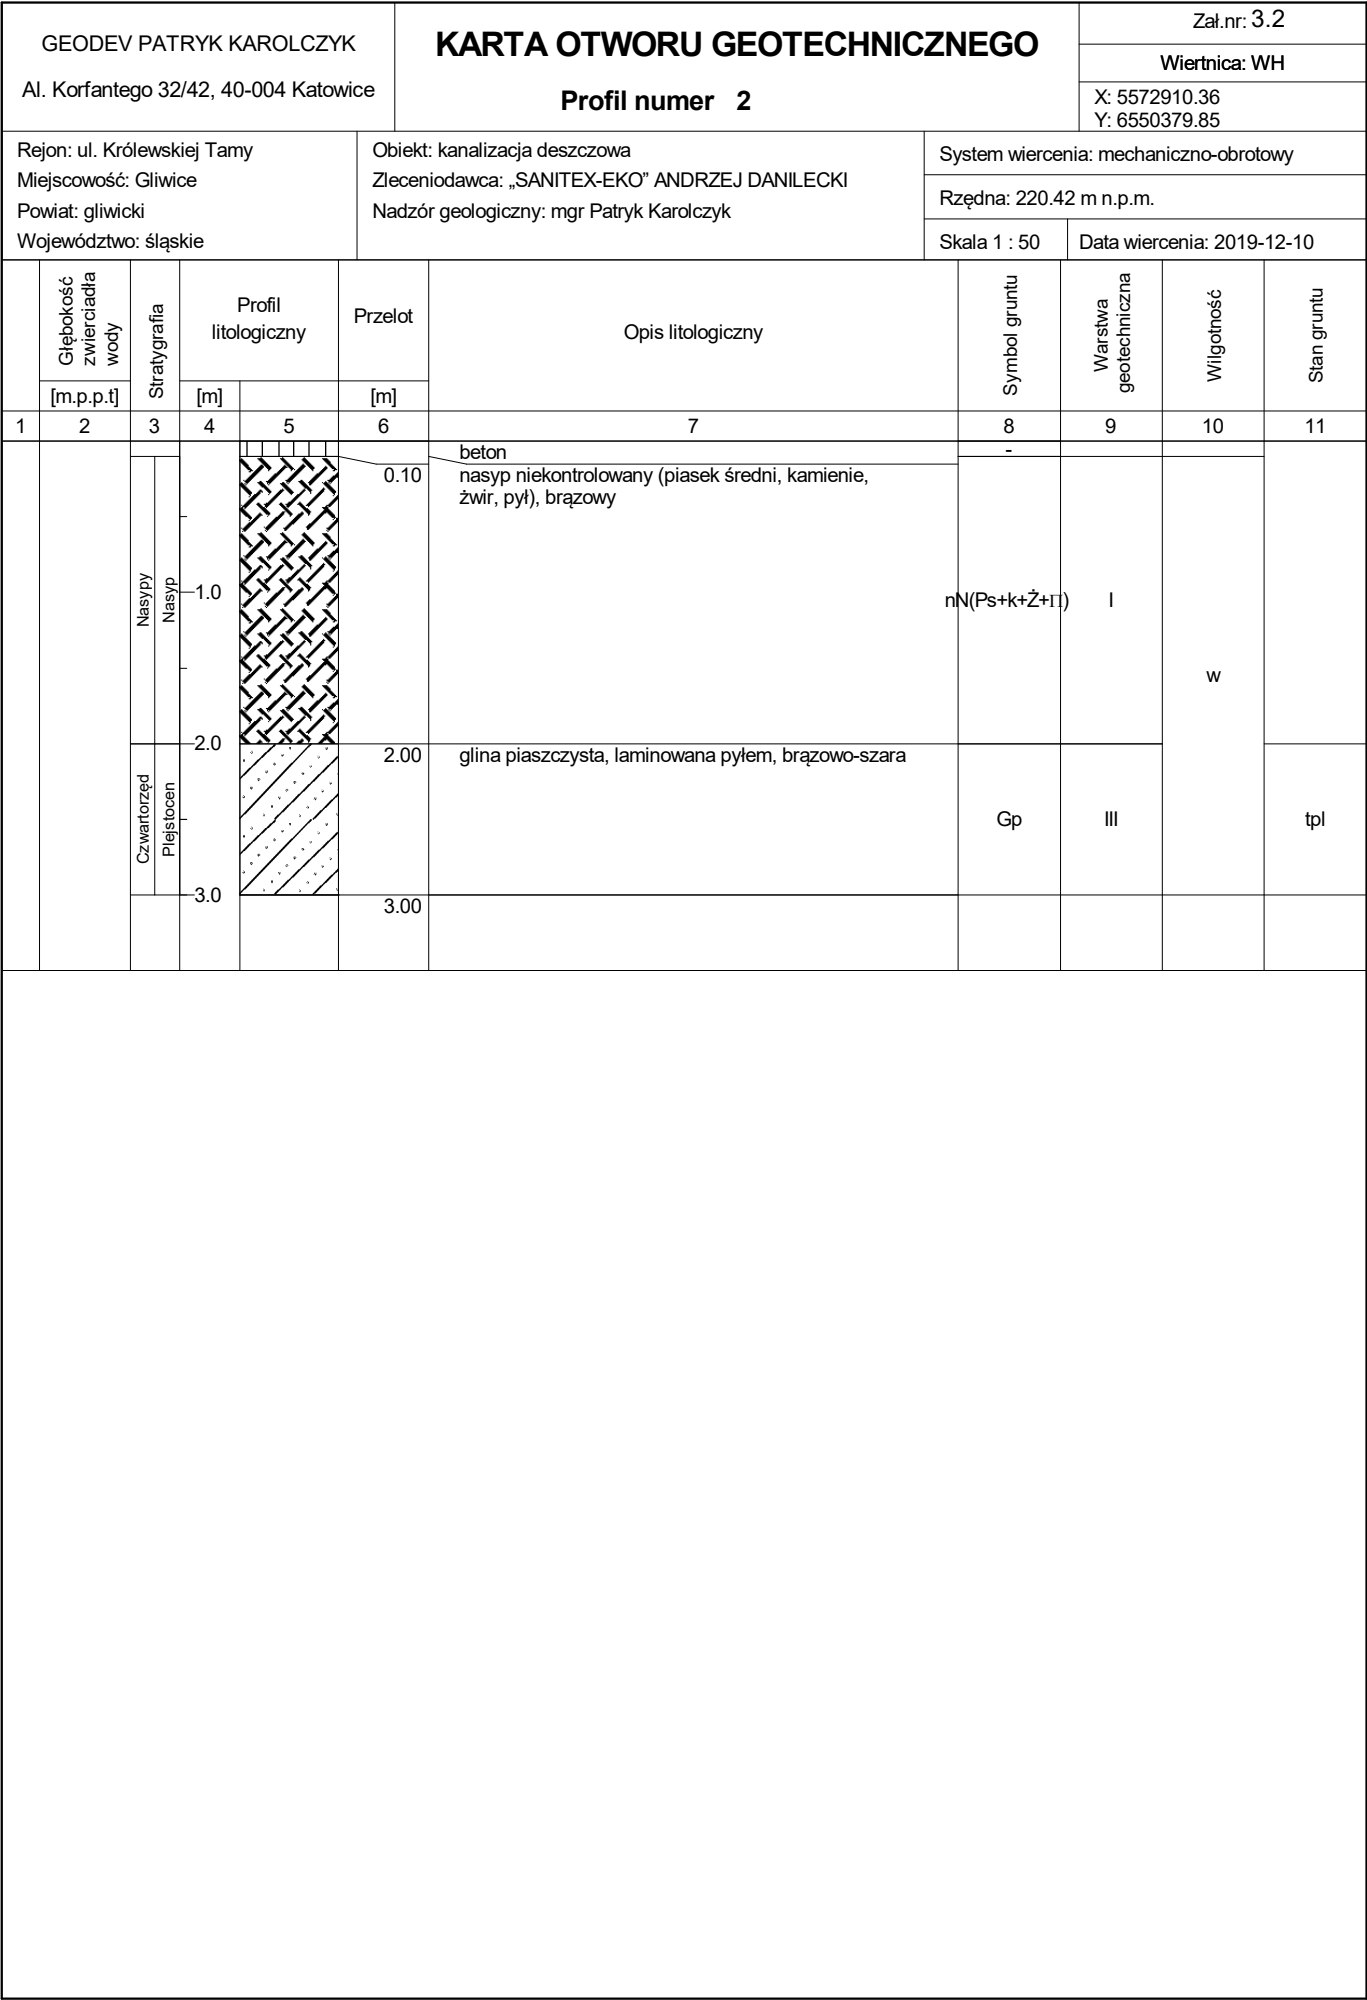 GEODEV PATRYK KAROLCZYK
Al. Korfantego 32/42, 40-004 Katowice
KARTA OTWORU GEOTECHNICZNEGO
Profil numer 2
Zał.nr: 3.2
Wiertnica: WH
X: 5572910.36
Y: 6550379.85
Rejon: ul. Królewskiej Tamy
Miejscowość: Gliwice
Powiat: gliwicki
Województwo: śląskie
Obiekt: kanalizacja deszczowa
Zleceniodawca: „SANITEX-EKO” ANDRZEJ DANILECKI
Nadzór geologiczny: mgr Patryk Karolczyk
System wiercenia: mechaniczno-obrotowy
Rzędna: 220.42 m n.p.m.
Skala 1 : 50
Data wiercenia: 2019-12-10
Głębokość
zwierciadła
wody
[m.p.p.t]
Stratygrafia
Profil
litologiczny
[m]
Przelot
[m]
Opis litologiczny
Symbol gruntu
Warstwa
geotechniczna
Wilgotność
Stan gruntu
1 2 3 4 5 6 7 8 9 10 11
beton
-
0.10
nasyp niekontrolowany (piasek średni, kamienie,
żwir, pył), brązowy
Nasypy
Nasyp
1.0
nN(Ps+k+Ż+Π)
I
w
2.0
2.00
glina piaszczysta, laminowana pyłem, brązowo-szara
Czwartorzęd
Plejstocen
Gp
III
tpl
3.0
3.00